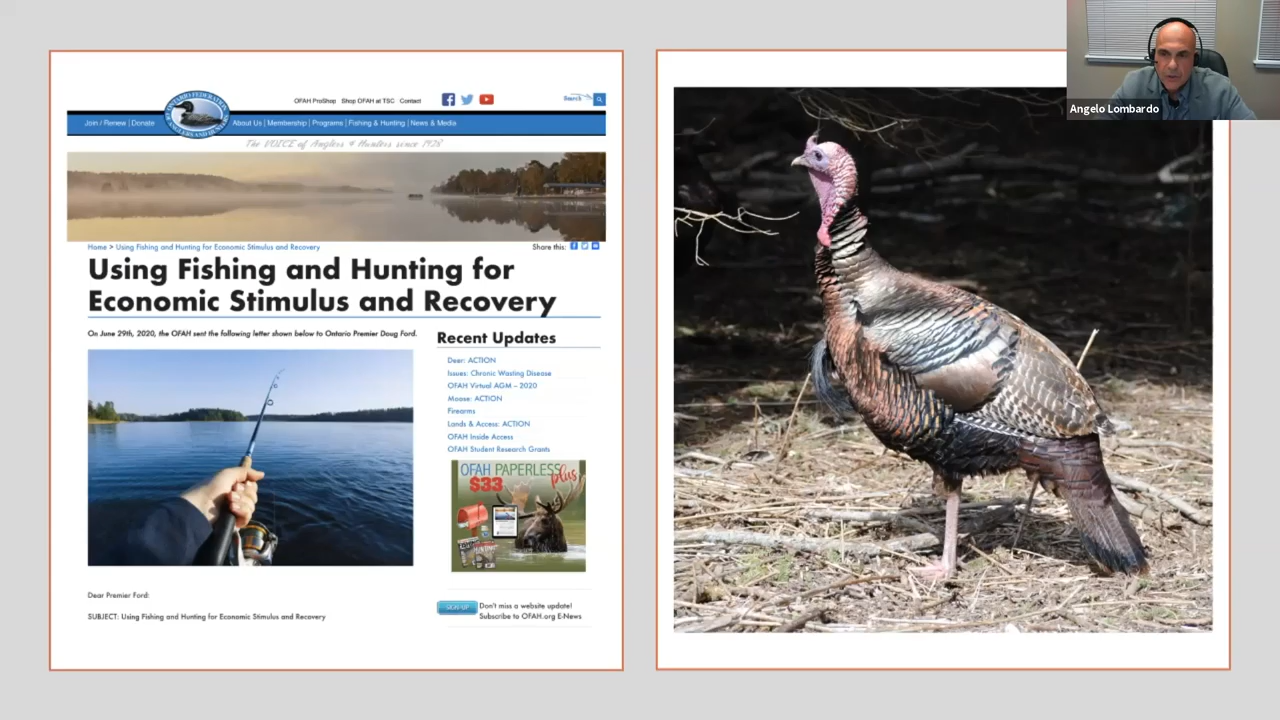 Angelo Lombardo
OFAH ProShop Shop OFAH at TSC Contact
Search
ONTARIO FEDERATION
OF ANGLERS AND HUNTERS
Join / Renew | Donate
About Us | Membership | Programs | Fishing & Hunting | News & Media
The VOICE of Anglers & Hunters since 1928
Home > Using Fishing and Hunting for Economic Stimulus and Recovery
Share this:
Using Fishing and Hunting for
Economic Stimulus and Recovery
On June 29th, 2020, the OFAH sent the following letter shown below to Ontario Premier Doug Ford.
Recent Updates
Deer: ACTION
Issues: Chronic Wasting Disease
OFAH Virtual AGM – 2020
Moose: ACTION
Firearms
Lands & Access: ACTION
OFAH Inside Access
OFAH Student Research Grants
OFAH PAPERLESS
plus
$33
Dear Premier Ford:
SUBJECT: Using Fishing and Hunting for Economic Stimulus and Recovery
SIGN UP
Don't miss a website update!
Subscribe to OFAH.org E-News